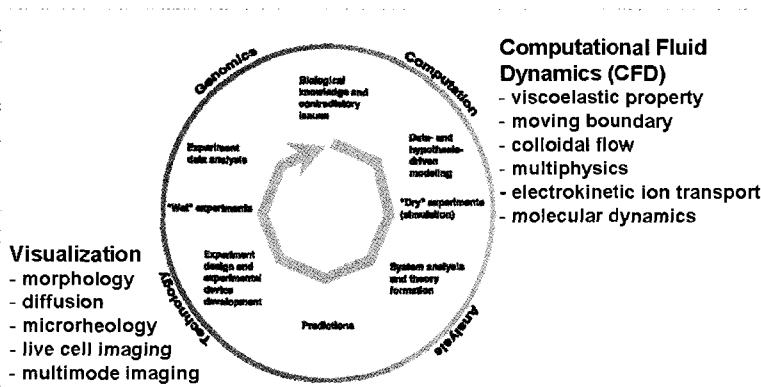 Computational Fluid
Dynamics (CFD)
- viscoelastic property
- moving boundary
- colloidal flow
- multiphysics
- electrokinetic ion transport
- molecular dynamics
Genomics
Computation
Analysis
Technology
Biological
knowledge and
contradictory
issues
Data- and
hypothesis-
driven
modeling
"Dry" experiments
(simulation)
System analysis
and theory
formation
Predictions
Experiment
design and
experimental
device
development
"Wet" experiments
Experiment
data analysis
Visualization
- morphology
- diffusion
- microrheology
- live cell imaging
- multimode imaging